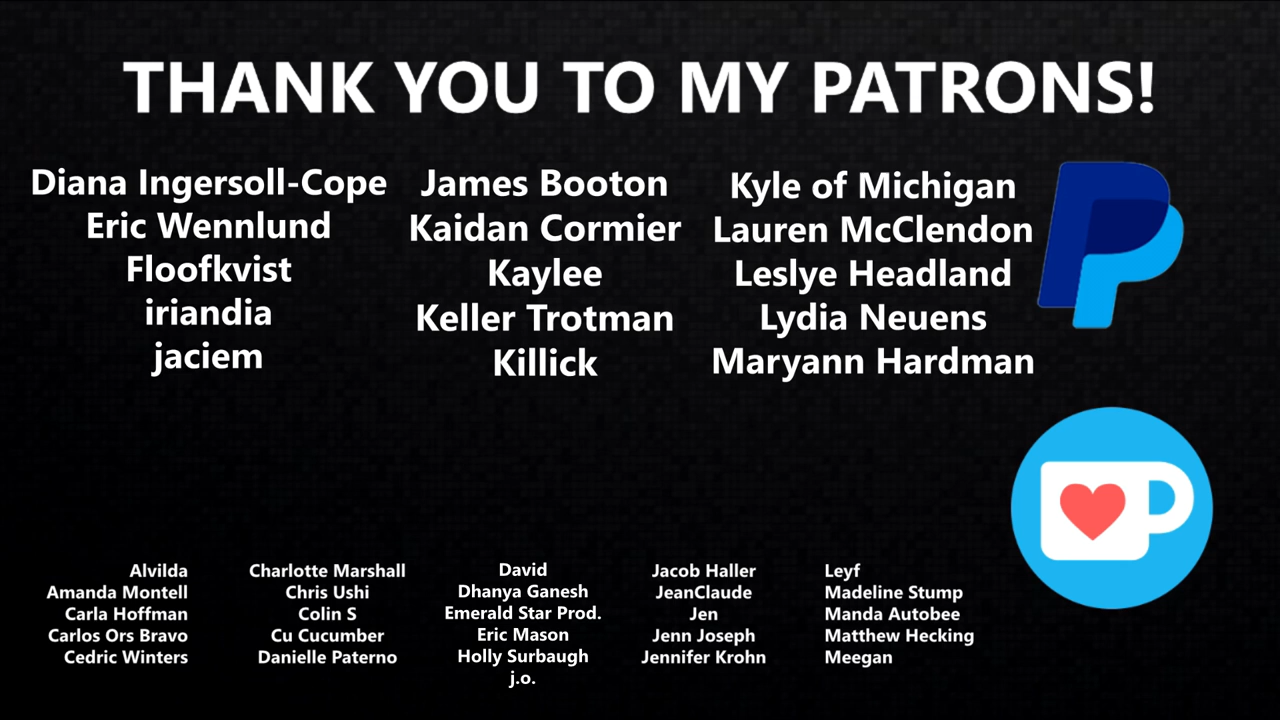 THANK YOU TO MY PATRONS!
Diana Ingersoll-Cope
Eric Wennlund
Floofkvist
iriandia
jaciem
James Booton
Kaidan Cormier
Kaylee
Keller Trotman
Killick
Kyle of Michigan
Lauren McClendon
Leslye Headland
Lydia Neuens
Maryann Hardman
Alvilda
Amanda Montell
Carla Hoffman
Carlos Ors Bravo
Cedric Winters
Charlotte Marshall
Chris Ushi
Colin S
Cu Cucumber
Danielle Paterno
David
Dhanya Ganesh
Emerald Star Prod.
Eric Mason
Holly Surbaugh
j.o.
Jacob Haller
JeanClaude
Jen
Jenn Joseph
Jennifer Krohn
Leyf
Madeline Stump
Manda Autobee
Matthew Hecking
Meegan